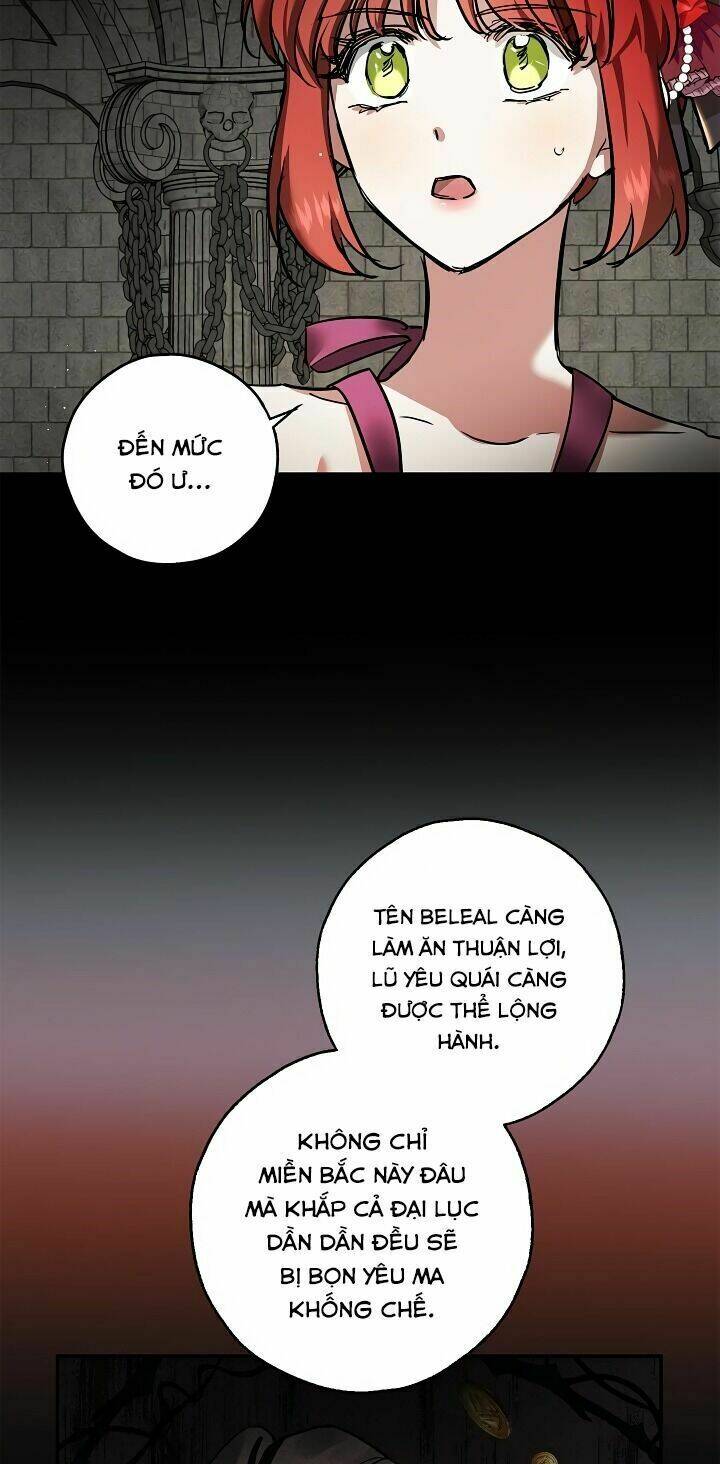 ĐẾN MỨC
ĐÓ Ư...
TÊN BELEAL CÀNG
LÀM ĂN THUẬN LỢI,
LŨ YÊU QUÁI CÀNG
ĐƯỢC THỂ LỘNG
HÀNH.
KHÔNG CHỈ
MIỀN BẮC NÀY ĐÂU
MÀ KHẮP CẢ ĐẠI LỤC
DẦN DẦN ĐỀU SẼ
BỊ BỌN YÊU MA
KHỐNG CHẾ.